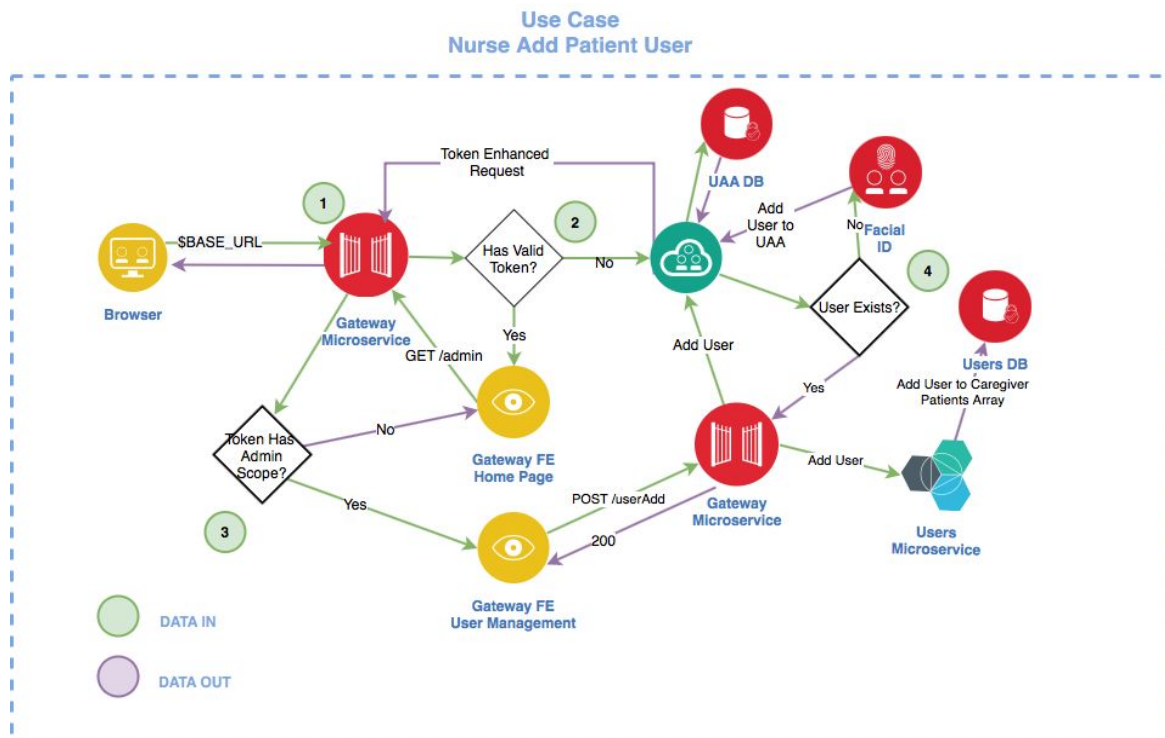 Use Case
Nurse Add Patient User
Token Enhanced
Request
UAA DB
1
2
$BASE_URL
Has Valid
Token?
No
Add
User to
UAA
No
Facial
ID
4
Browser
Gateway
Microservice
User Exists?
Yes
GET /admin
Add User
Users DB
Add User to Caregiver
Patients Array
Yes
Token Has
Admin
Scope?
No
Gateway FE
Home Page
Add User
3
Yes
POST /userAdd
Gateway
Microservice
200
Users
Microservice
Gateway FE
User Management
DATA IN
DATA OUT